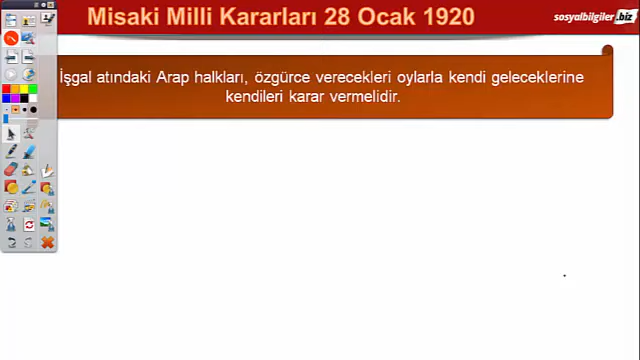 Misaki Milli Kararları 28 Ocak 1920
sosyalbilgiler.biz
İşgal atındaki Arap halkları, özgürce verecekleri oylarla kendi geleceklerine
kendileri karar vermelidir.